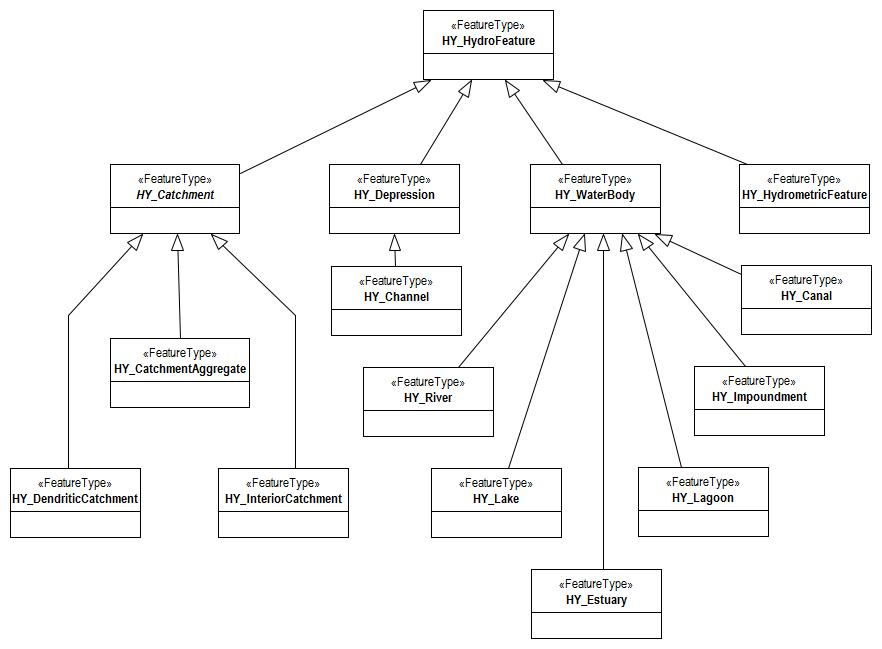 «FeatureType»
HY_HydroFeature
«FeatureType»
HY_Catchment
«FeatureType»
HY_Depression
«FeatureType»
HY_WaterBody
«FeatureType»
HY_HydrometricFeature
«FeatureType»
HY_Channel
«FeatureType»
HY_Canal
«FeatureType»
HY_CatchmentAggregate
«FeatureType»
HY_River
«FeatureType»
HY_Impoundment
«FeatureType»
HY_DendriticCatchment
«FeatureType»
HY_InteriorCatchment
«FeatureType»
HY_Lake
«FeatureType»
HY_Lagoon
«FeatureType»
HY_Estuary